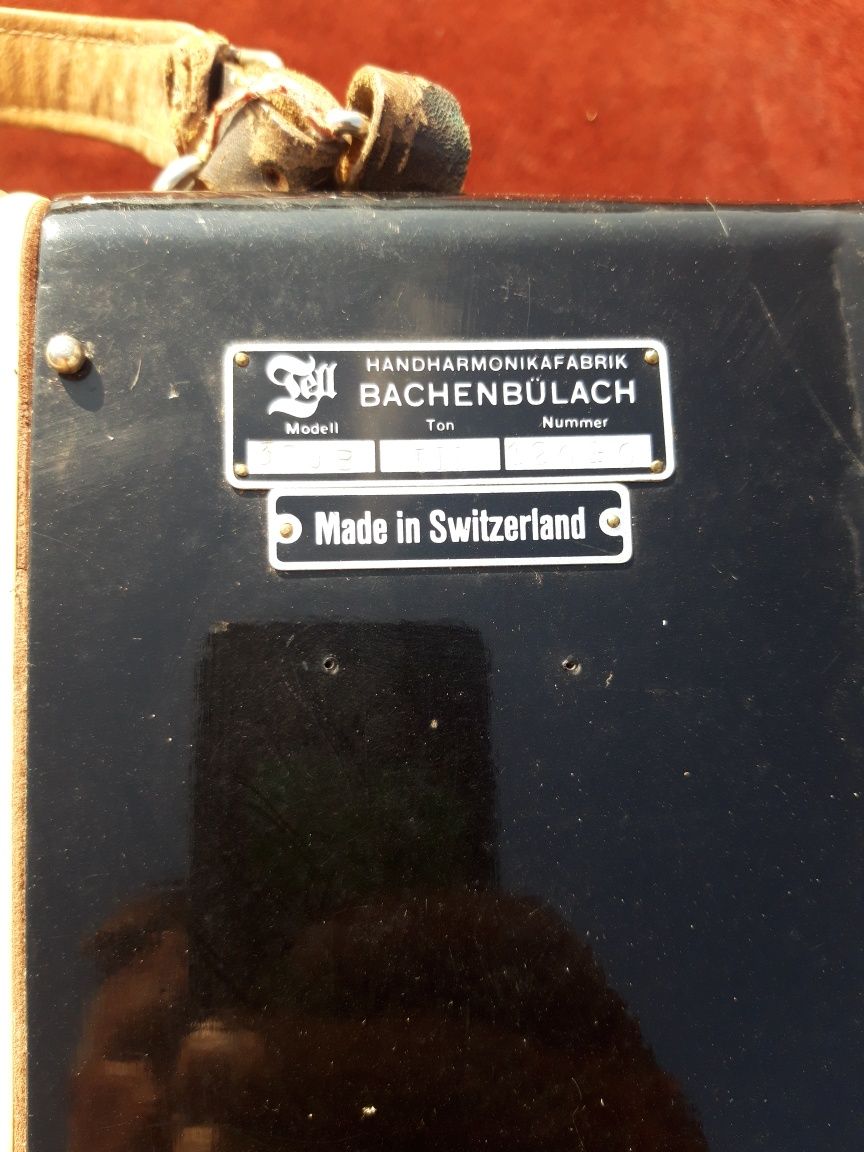 Tell
HANDHARMONIKAFABRIK
BACHENBÜLACH
Modell Ton Nummer
Made in Switzerland